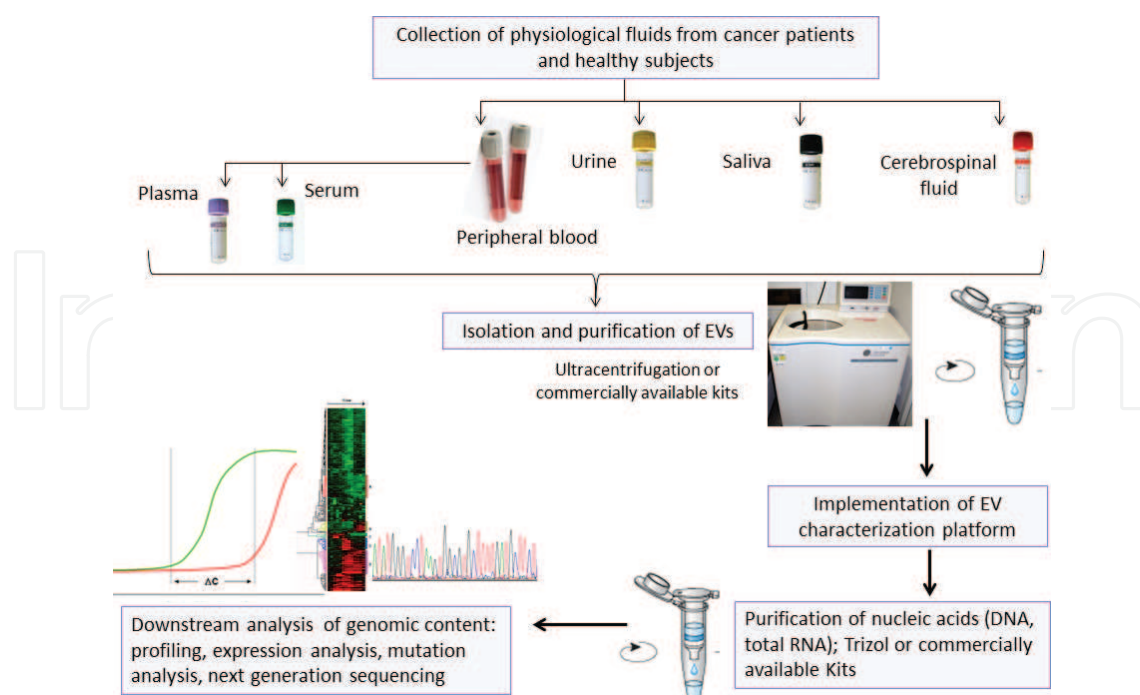 Collection of physiological fluids from cancer patients
and healthy subjects
Urine
Saliva
Cerebrospinal
fluid
Plasma
Serum
Peripheral blood
Isolation and purification of EVs
Ultracentrifugation or
commercially available kits
Implementation of EV
characterization platform
ΔC
Purification of nucleic acids (DNA,
total RNA); Trizol or commercially
available Kits
Downstream analysis of genomic content:
profiling, expression analysis, mutation
analysis, next generation sequencing